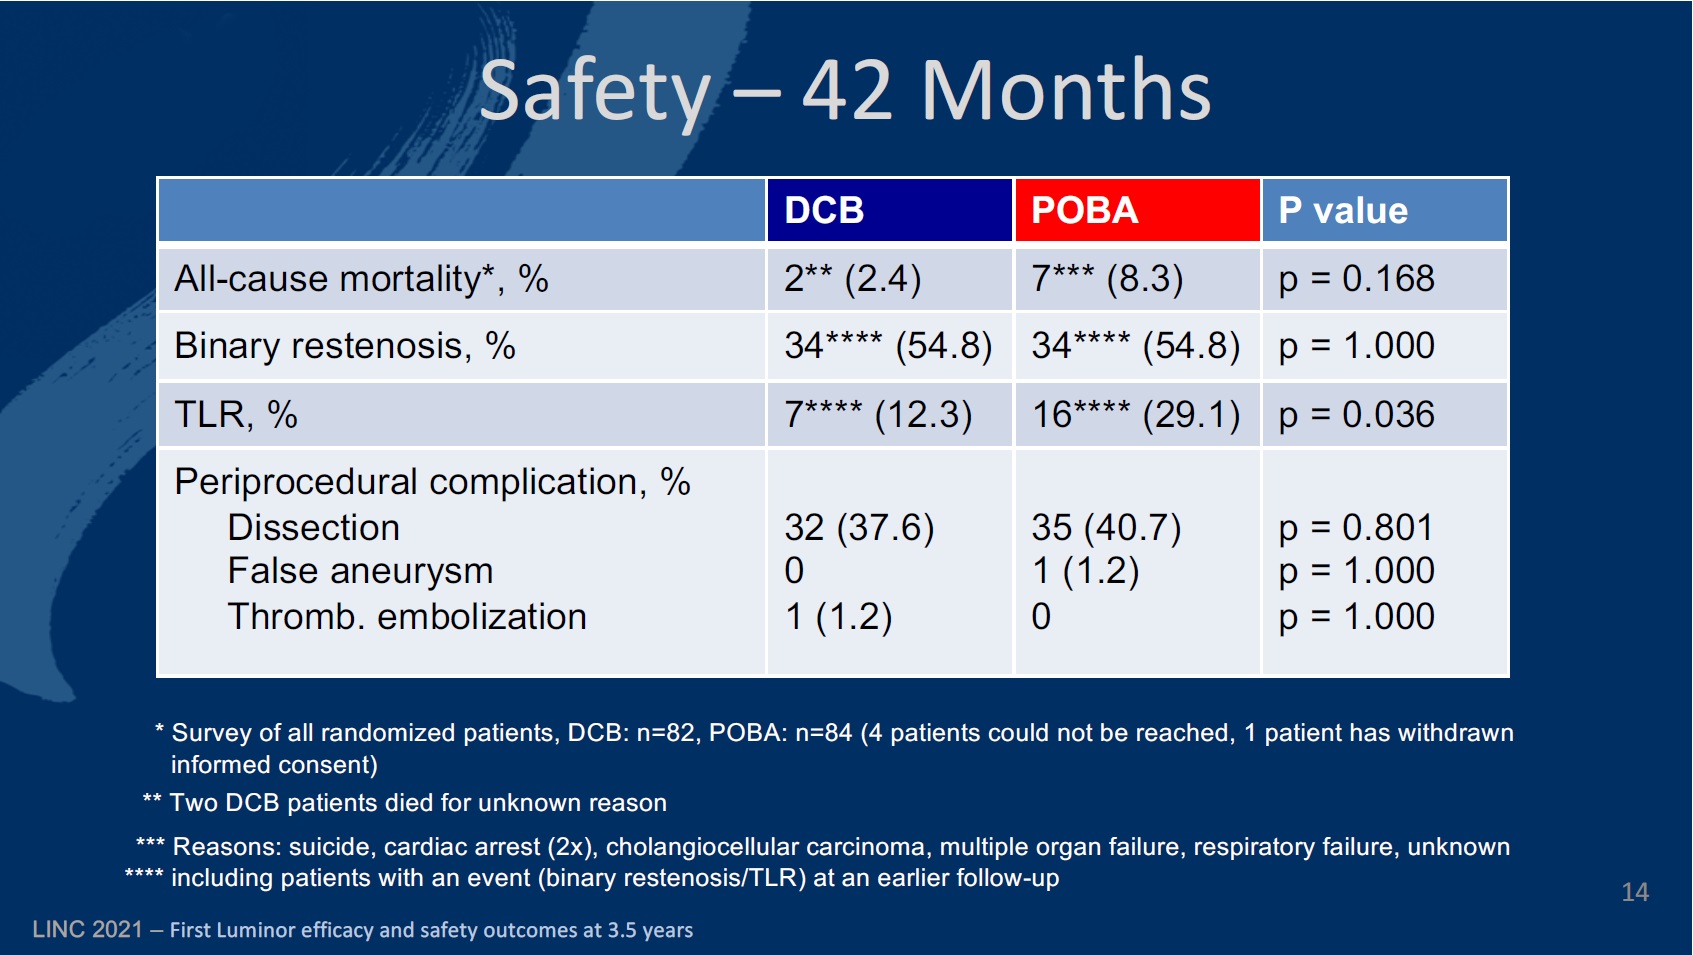 Safety – 42 Months
DCB POBA P value
All-cause mortality*, % 2** (2.4) 7*** (8.3) p = 0.168
Binary restenosis, % 34**** (54.8) 34**** (54.8) p = 1.000
TLR, % 7**** (12.3) 16**** (29.1) p = 0.036
Periprocedural complication, %
Dissection 32 (37.6) 35 (40.7) p = 0.801
False aneurysm 0 1 (1.2) p = 1.000
Thromb. embolization 1 (1.2) 0 p = 1.000
* Survey of all randomized patients, DCB: n=82, POBA: n=84 (4 patients could not be reached, 1 patient has withdrawn
informed consent)
** Two DCB patients died for unknown reason
*** Reasons: suicide, cardiac arrest (2x), cholangiocellular carcinoma, multiple organ failure, respiratory failure, unknown
**** including patients with an event (binary restenosis/TLR) at an earlier follow-up
14
LINC 2021 – First Luminor efficacy and safety outcomes at 3.5 years